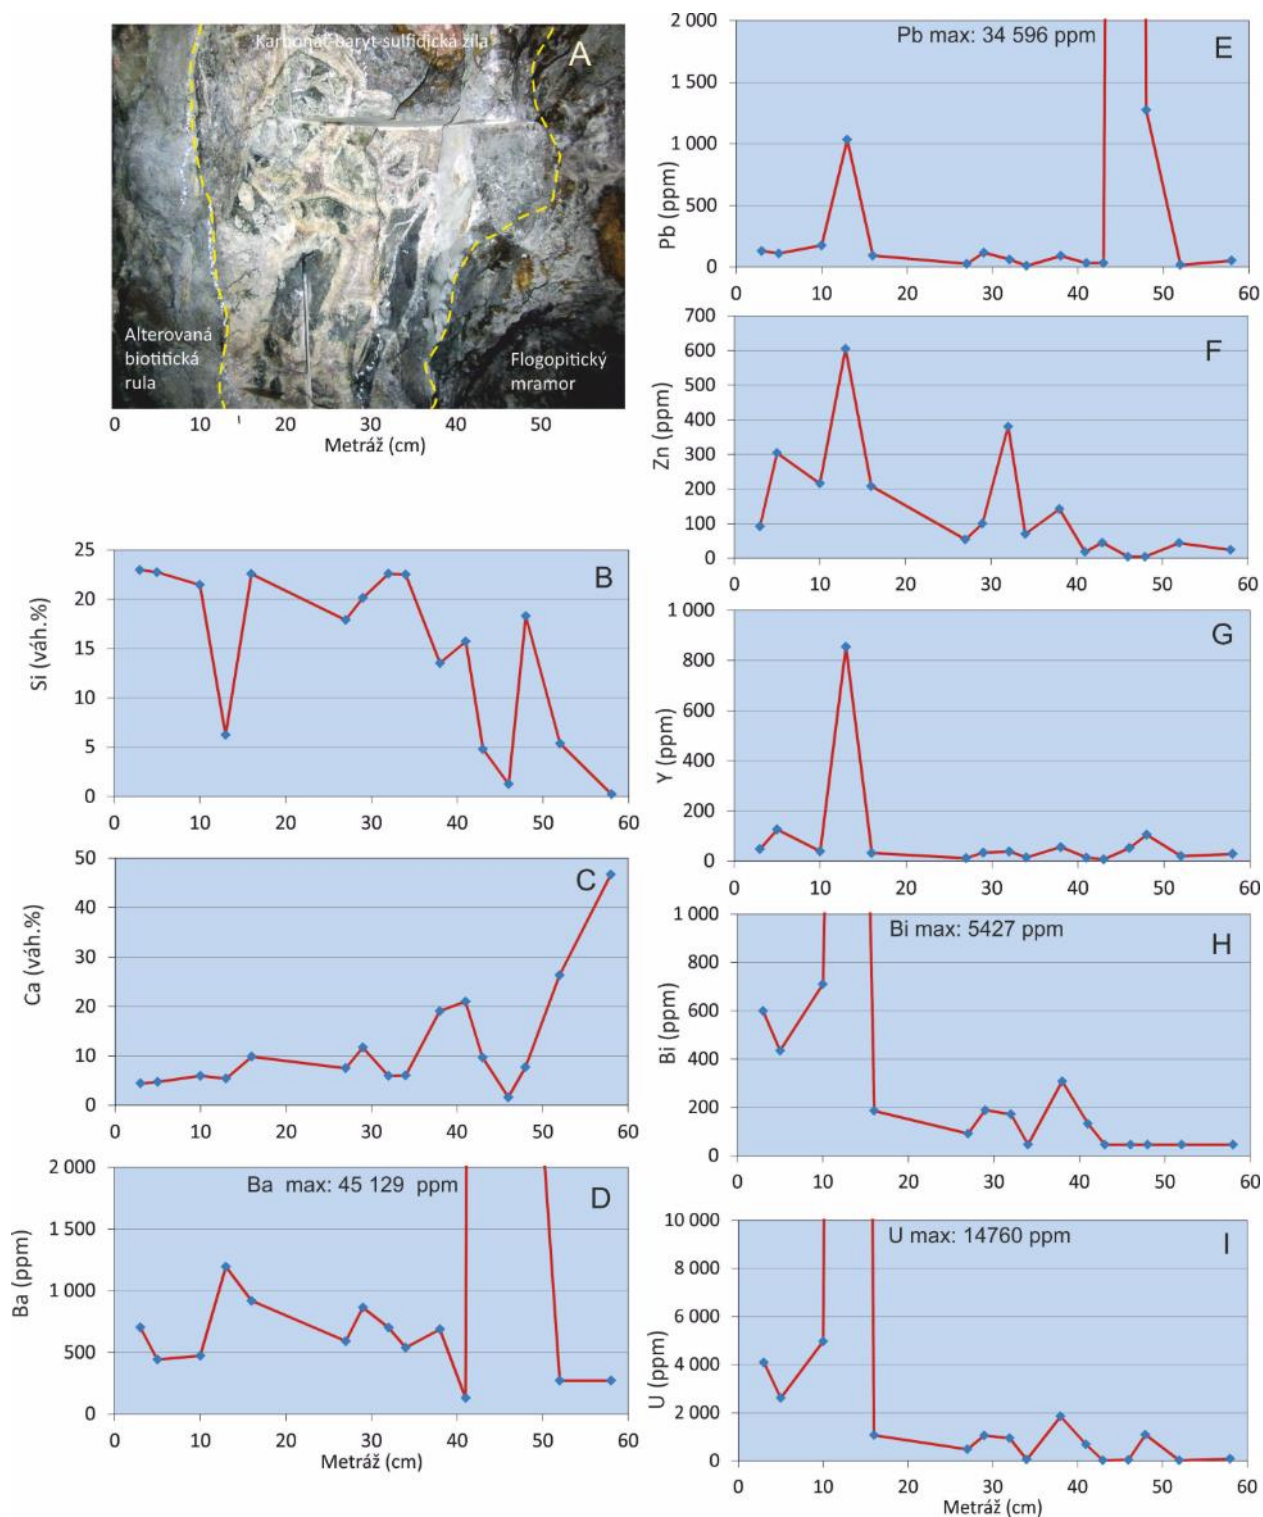 Karbonát-baryt-sulfidická žíla
A
Alterovaná
biotitická
rula
Flogopitický
mramor
0 10 20 30 40 50
Metráž (cm)
25
20
15
10
5
0
Si (váh.%)
B
0 10 20 30 40 50 60
50
40
30
20
10
0
Ca (váh.%)
C
0 10 20 30 40 50 60
2 000
1 500
1 000
500
0
Ba (ppm)
Ba max: 45 129 ppm
D
0 10 20 30 40 50 60
Metráž (cm)
2 000
1 500
1 000
500
0
Pb (ppm)
Pb max: 34 596 ppm
E
0 10 20 30 40 50 60
700
600
500
400
300
200
100
0
Zn (ppm)
F
0 10 20 30 40 50 60
1 000
800
600
400
200
0
Y (ppm)
G
0 10 20 30 40 50 60
1 000
800
600
400
200
0
Bi (ppm)
Bi max: 5427 ppm
H
0 10 20 30 40 50 60
10 000
8 000
6 000
4 000
2 000
0
U (ppm)
U max: 14760 ppm
I
0 10 20 30 40 50 60
Metráž (cm)